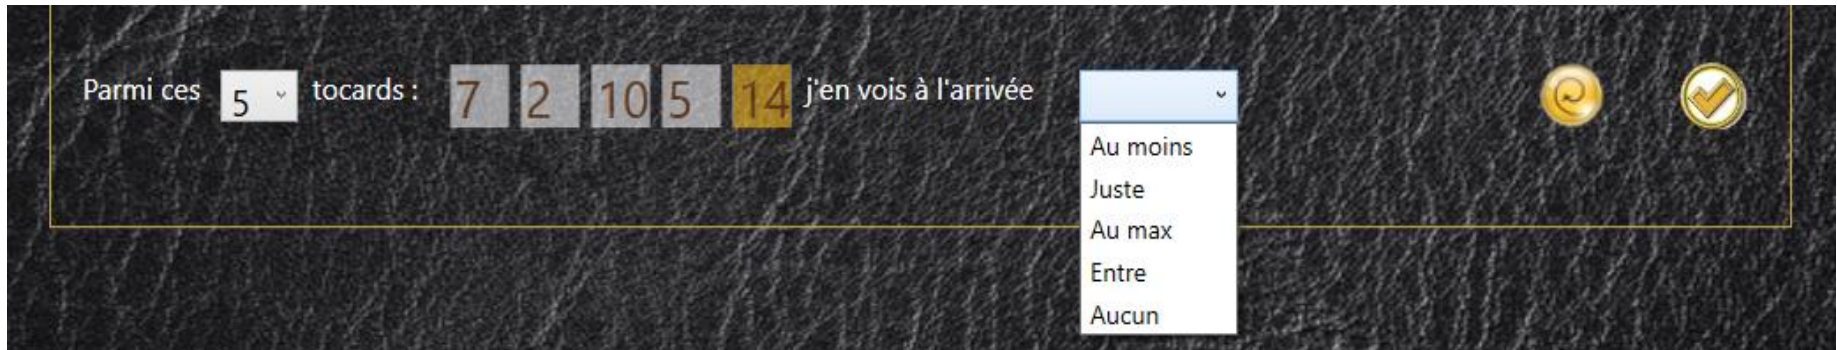 Parmi ces 5 tocards : 7 2 10 5 14 j'en vois à l'arrivée
Au moins
Juste
Au max
Entre
Aucun